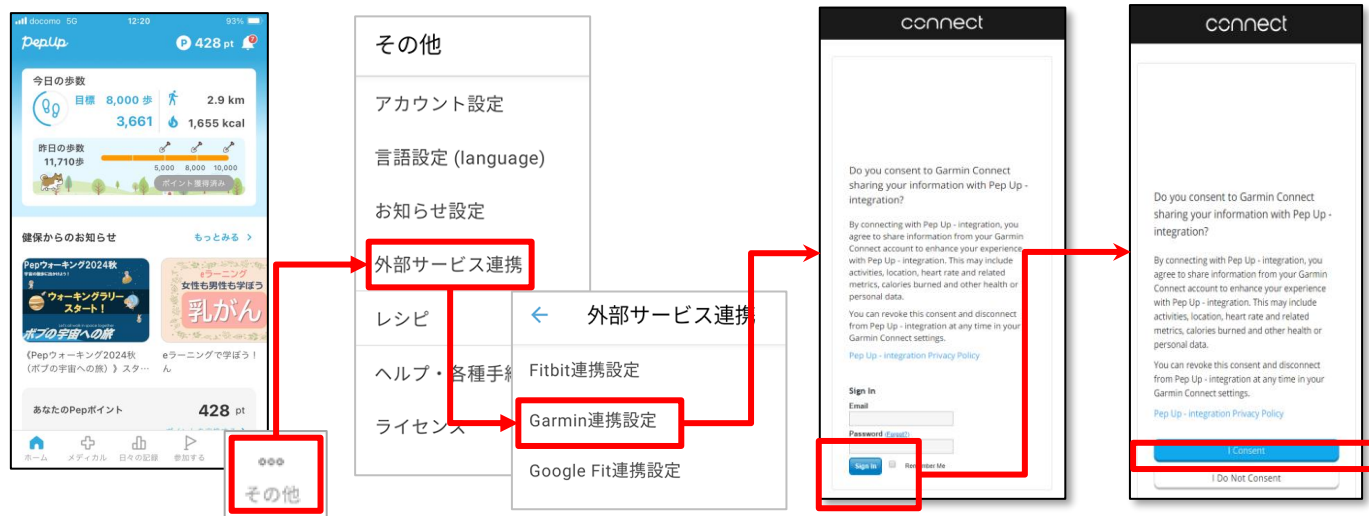 docomo 5G 12:20 93%
PepUp P 428 pt 2
今日の歩数
目標 8,000 歩 2.9 km
3,661 1,655 kcal
昨日の歩数
11,710歩
5,000 8,000 10,000
ポイント獲得済み
健保からのお知らせ もっとみる >
Pepウォーキング2024秋
ウォーキングラリー
スタート！
ボブの宇宙への旅
eラーニング
女性も男性も学ぼう
乳がん
《Pepウォーキング2024秋
（ボブの宇宙への旅）》スタ…
eラーニングで学ぼう！
ん
あなたのPepポイント 428 pt
ホーム メディカル 日々の記録 参加する
その他
その他
アカウント設定
言語設定 (language)
お知らせ設定
外部サービス連携
レシピ
ヘルプ・各種手続
ライセンス
← 外部サービス連携
Fitbit連携設定
Garmin連携設定
Google Fit連携設定
connect
Do you consent to Garmin Connect
sharing your information with Pep Up -
integration?
By connecting with Pep Up - integration, you
agree to share information from your Garmin
Connect account to enhance your experience
with Pep Up - integration. This may include
activities, location, heart rate and related
metrics, calories burned and other health or
personal data.
You can revoke this consent and disconnect
from Pep Up - integration at any time in your
Garmin Connect settings.
Pep Up - integration Privacy Policy
Sign In
Email
Password (Forgot?)
Sign In Remember Me
connect
Do you consent to Garmin Connect
sharing your information with Pep Up -
integration?
By connecting with Pep Up - integration, you
agree to share information from your Garmin
Connect account to enhance your experience
with Pep Up - integration. This may include
activities, location, heart rate and related
metrics, calories burned and other health or
personal data.
You can revoke this consent and disconnect
from Pep Up - integration at any time in your
Garmin Connect settings.
Pep Up - integration Privacy Policy
I Consent
I Do Not Consent